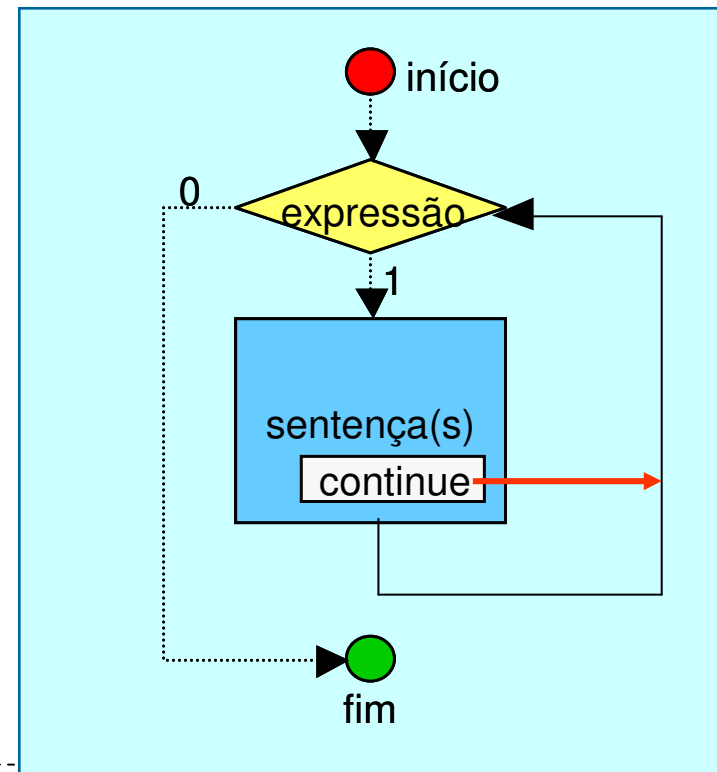 início
0
expressão
1
sentença(s)
continue
fim